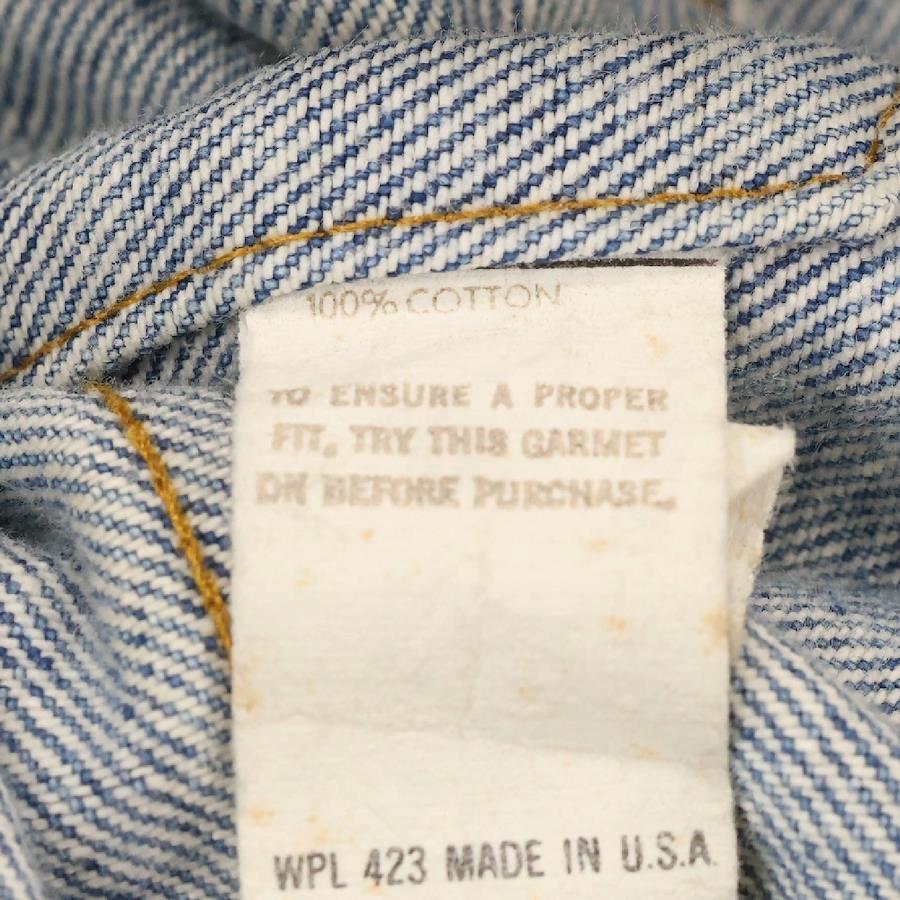 100% COTTON
TO ENSURE A PROPER
FIT, TRY THIS GARMET
ON BEFORE PURCHASE.
WPL 423 MADE IN U.S.A